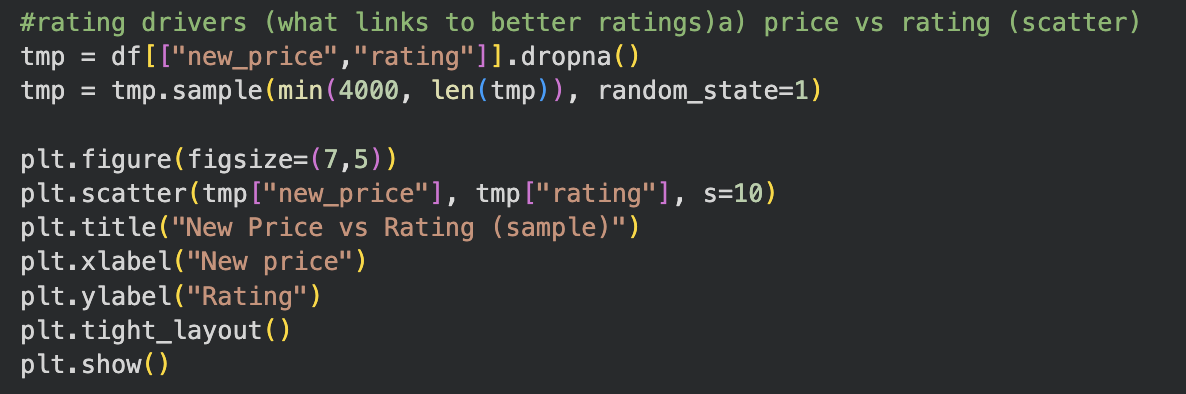 #rating drivers (what links to better ratings)a) price vs rating (scatter)
tmp = df[["new_price","rating"]].dropna()
tmp = tmp.sample(min(4000, len(tmp)), random_state=1)
plt.figure(figsize=(7,5))
plt.scatter(tmp["new_price"], tmp["rating"], s=10)
plt.title("New Price vs Rating (sample)")
plt.xlabel("New price")
plt.ylabel("Rating")
plt.tight_layout()
plt.show()